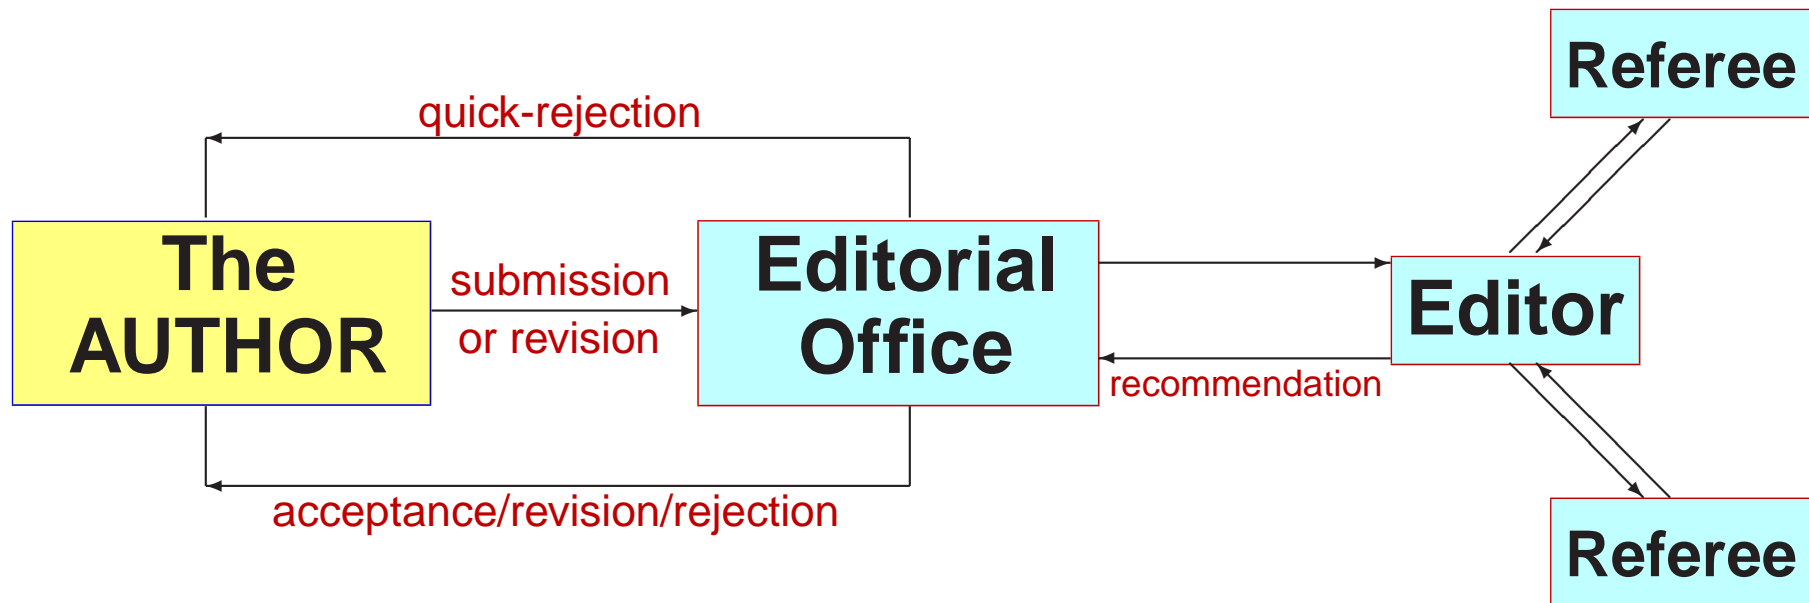 Referee
quick-rejection
The
AUTHOR
submission
or revision
Editorial
Office
Editor
recommendation
acceptance/revision/rejection
Referee